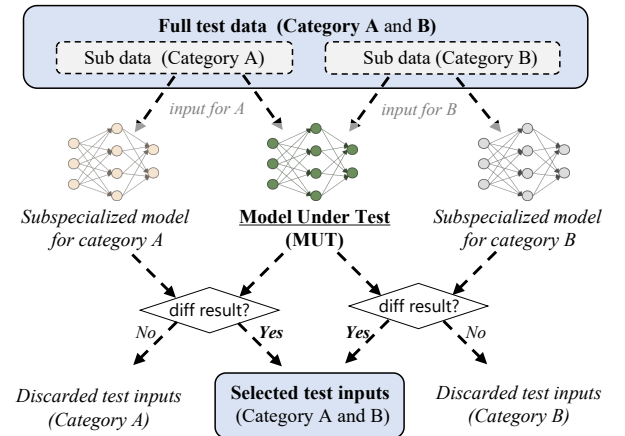 Full test data (Category A and B)
Sub data (Category A)
Sub data (Category B)
input for A
input for B
Subspecialized model
for category A
Model Under Test
(MUT)
Subspecialized model
for category B
diff result?
diff result?
No
Yes
Yes
No
Discarded test inputs
(Category A)
Selected test inputs
(Category A and B)
Discarded test inputs
(Category B)